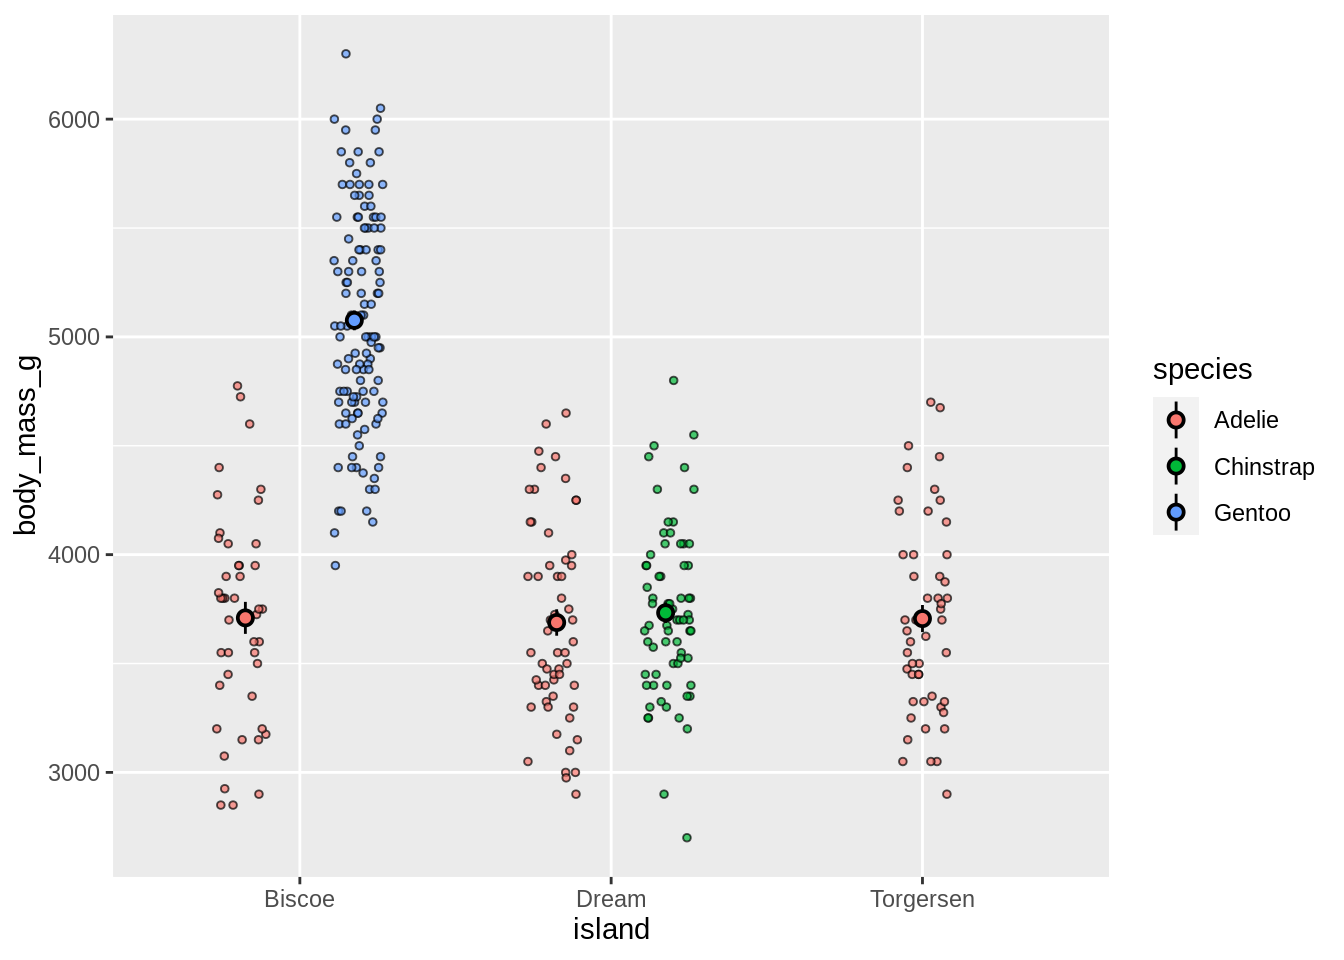 6000
5000
4000
3000
body_mass_g
Biscoe
Dream
Torgersen
island
species
Adelie
Chinstrap
Gentoo